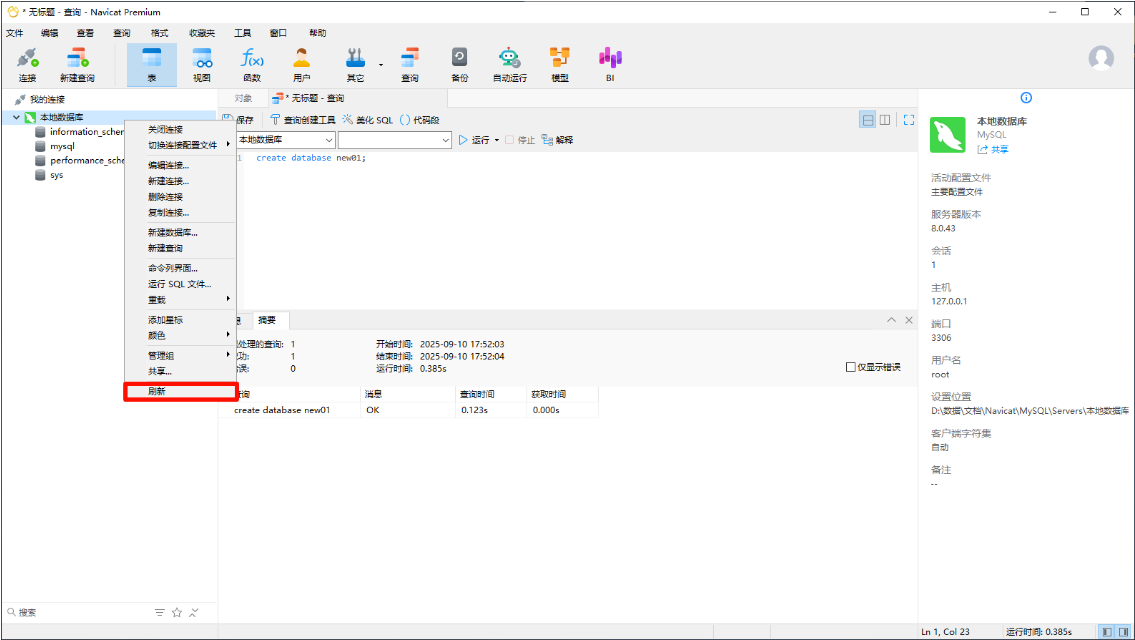 * 无标题 - 查询 - Navicat Premium
文件 编辑 查看 查询 格式 收藏夹 工具 窗口 帮助
连接 新建查询 表 视图 函数 用户 其它 查询 备份 自动运行 模型 BI
我的连接
本地数据库
information_scher
mysql
performance_sche
sys
关闭连接
切换连接配置文件
编辑连接...
新建连接...
删除连接
复制连接...
新建数据库...
新建查询
命令列界面...
运行 SQL 文件...
重载
添加星标
颜色
管理组
共享...
刷新
搜索
对象 * 无标题 - 查询
保存 查询创建工具 美化 SQL 代码段
本地数据库 运行 停止 解释
1 create database new01;
息 摘要
处理的查询: 1 开始时间: 2025-09-10 17:52:03
功: 1 结束时间: 2025-09-10 17:52:04
误: 0 运行时间: 0.385s
仅显示错误
询 消息 查询时间 获取时间
create database new01 OK 0.123s 0.000s
本地数据库
MySQL
共享
活动配置文件
主要配置文件
服务器版本
8.0.43
会话
1
主机
127.0.0.1
端口
3306
用户名
root
设置位置
D:\数据\文档\Navicat\MySQL\Servers\本地数据库
客户端字符集
自动
备注
--
Ln 1, Col 23 运行时间: 0.385s